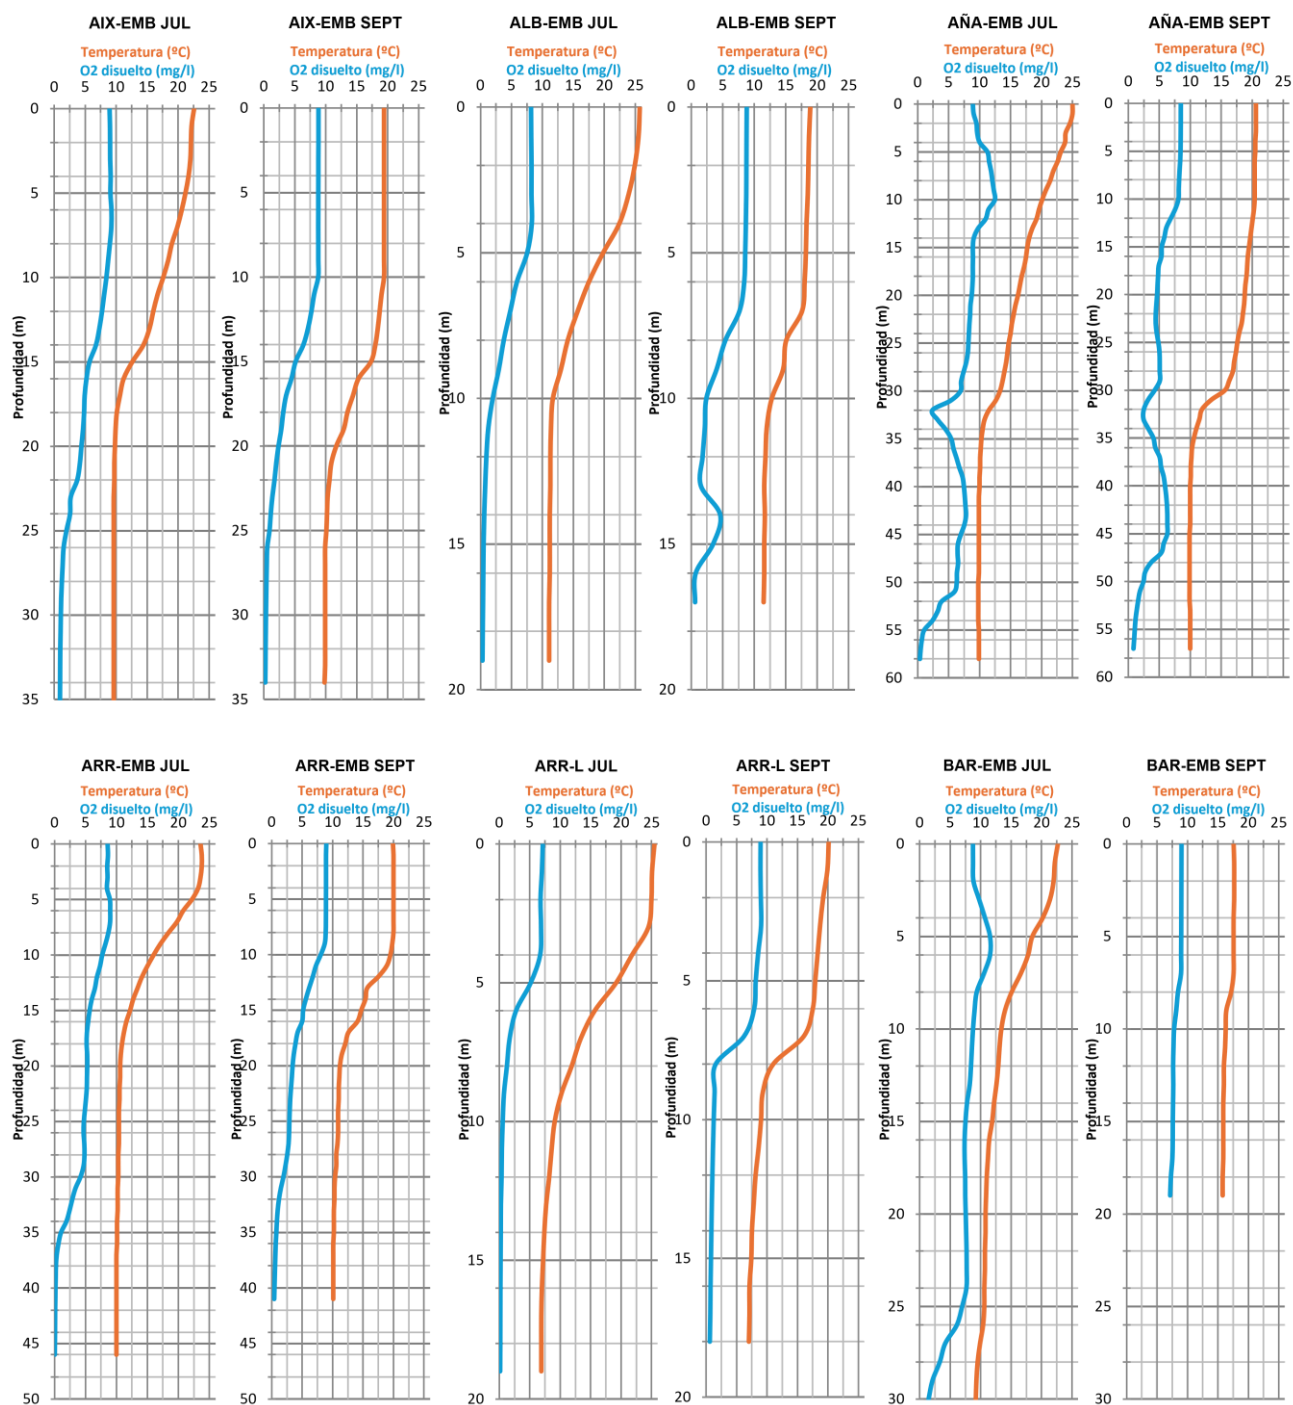 AIX-EMB JUL
Temperatura (ºC)
O2 disuelto (mg/l)
0 5 10 15 20 25
0
5
10
15
20
25
30
35
Profundidad (m)
AIX-EMB SEPT
Temperatura (ºC)
O2 disuelto (mg/l)
0 5 10 15 20 25
0
5
10
15
20
25
30
35
Profundidad (m)
ALB-EMB JUL
Temperatura (ºC)
O2 disuelto (mg/l)
0 5 10 15 20 25
0
5
10
15
20
Profundidad (m)
ALB-EMB SEPT
Temperatura (ºC)
O2 disuelto (mg/l)
0 5 10 15 20 25
0
5
10
15
20
Profundidad (m)
AÑA-EMB JUL
Temperatura (ºC)
O2 disuelto (mg/l)
0 5 10 15 20 25
0
5
10
15
20
25
30
35
40
45
50
55
60
Profundidad (m)
AÑA-EMB SEPT
Temperatura (ºC)
O2 disuelto (mg/l)
0 5 10 15 20 25
0
5
10
15
20
25
30
35
40
45
50
55
60
Profundidad (m)
ARR-EMB JUL
Temperatura (ºC)
O2 disuelto (mg/l)
0 5 10 15 20 25
0
5
10
15
20
25
30
35
40
45
50
Profundidad (m)
ARR-EMB SEPT
Temperatura (ºC)
O2 disuelto (mg/l)
0 5 10 15 20 25
0
5
10
15
20
25
30
35
40
45
50
Profundidad (m)
ARR-L JUL
Temperatura (ºC)
O2 disuelto (mg/l)
0 5 10 15 20 25
0
5
10
15
20
Profundidad (m)
ARR-L SEPT
Temperatura (ºC)
O2 disuelto (mg/l)
0 5 10 15 20 25
0
5
10
15
20
Profundidad (m)
BAR-EMB JUL
Temperatura (ºC)
O2 disuelto (mg/l)
0 5 10 15 20 25
0
5
10
15
20
25
30
Profundidad (m)
BAR-EMB SEPT
Temperatura (ºC)
O2 disuelto (mg/l)
0 5 10 15 20 25
0
5
10
15
20
25
30
Profundidad (m)